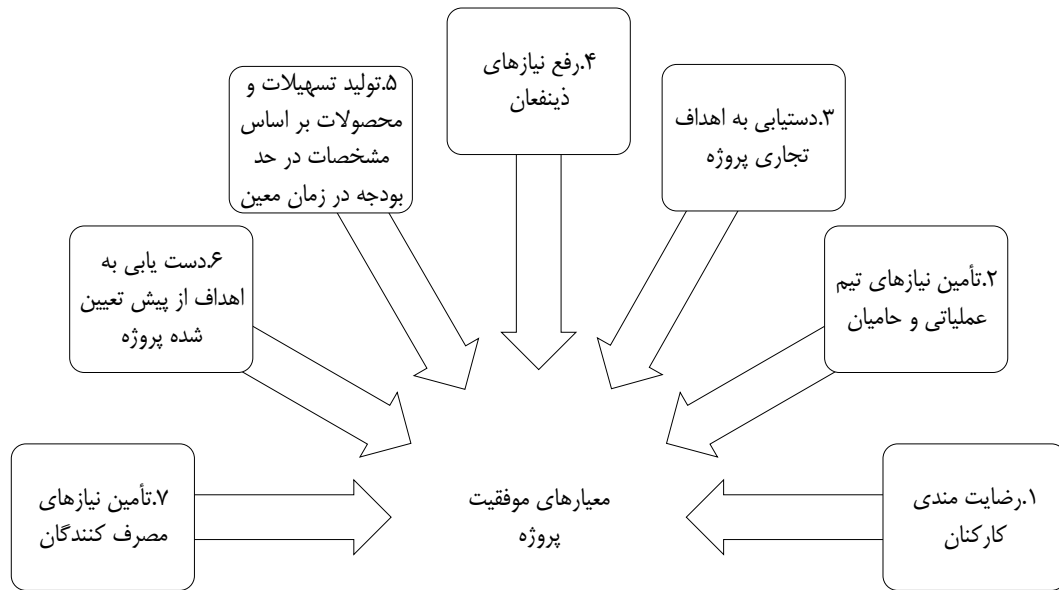 ۱.رضایت مندی
کارکنان
۲.تأمین نیازهای تیم
عملیاتی و حامیان
۳.دستیابی به اهداف
تجاری پروژه
۴.رفع نیازهای
ذینفعان
۵.تولید تسهیلات و
محصولات بر اساس
مشخصات در حد
بودجه در زمان معین
۶.دست یابی به
اهداف از پیش تعیین
شده پروژه
۷.تأمین نیازهای
مصرف کنندگان
معیارهای موفقیت
پروژه